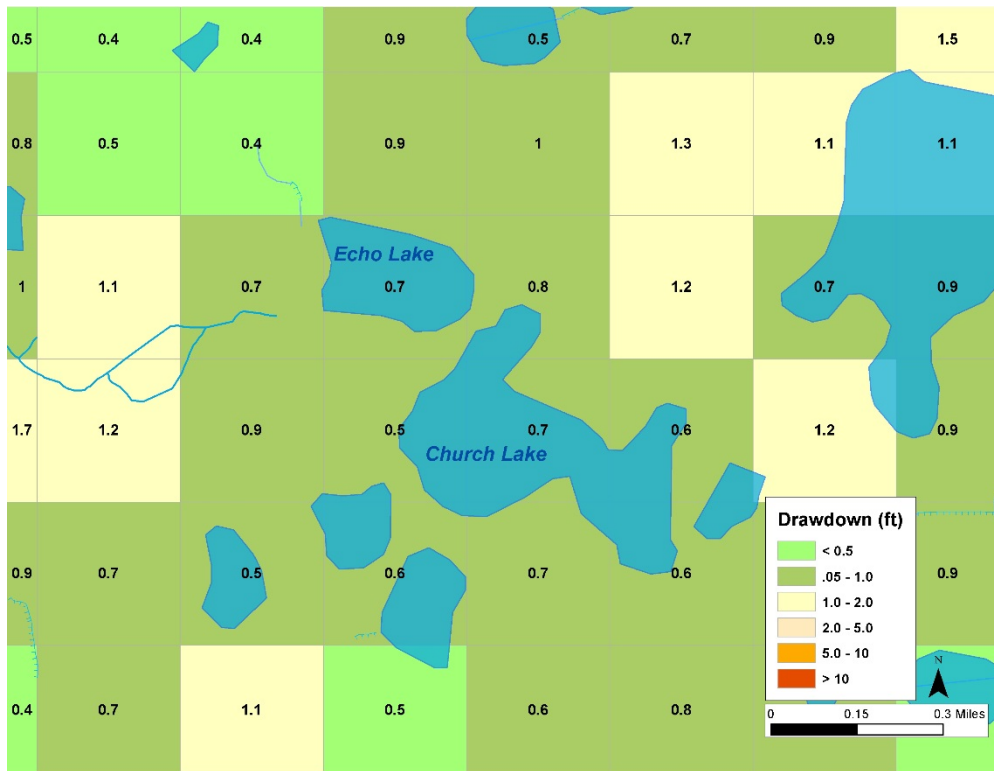 0.5 0.4 0.4 0.9 0.5 0.7 0.9 1.5
0.8 0.5 0.4 0.9 1 1.3 1.1 1.1
Echo Lake
1 1.1 0.7 0.7 0.8 1.2 0.7 0.9
1.7 1.2 0.9 0.5 0.7 0.6 1.2 0.9
Church Lake
0.9 0.7 0.5 0.6 0.7 0.6 0.9
0.4 0.7 1.1 0.5 0.6 0.8
Drawdown (ft)
< 0.5
.05 - 1.0
1.0 - 2.0
2.0 - 5.0
5.0 - 10
> 10
N
0 0.15 0.3 Miles